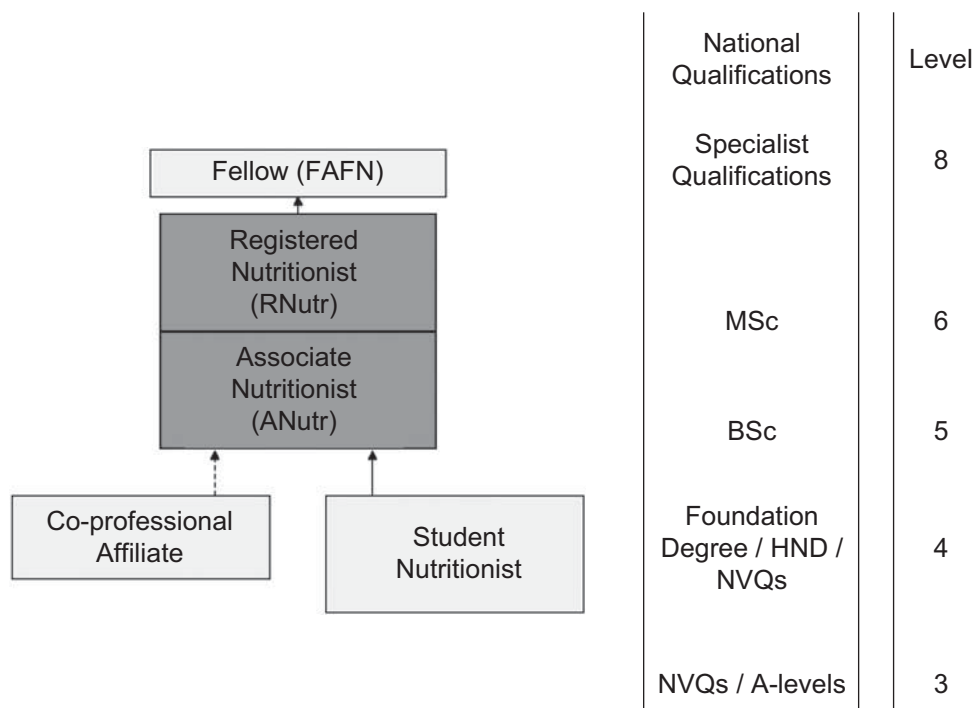 National
Qualifications
Level
Specialist
Qualifications
8
Fellow (FAFN)
Registered
Nutritionist
(RNutr)
MSc
6
Associate
Nutritionist
(ANutr)
BSc
5
Co-professional
Affiliate
Student
Nutritionist
Foundation
Degree / HND /
NVQs
4
NVQs / A-levels
3